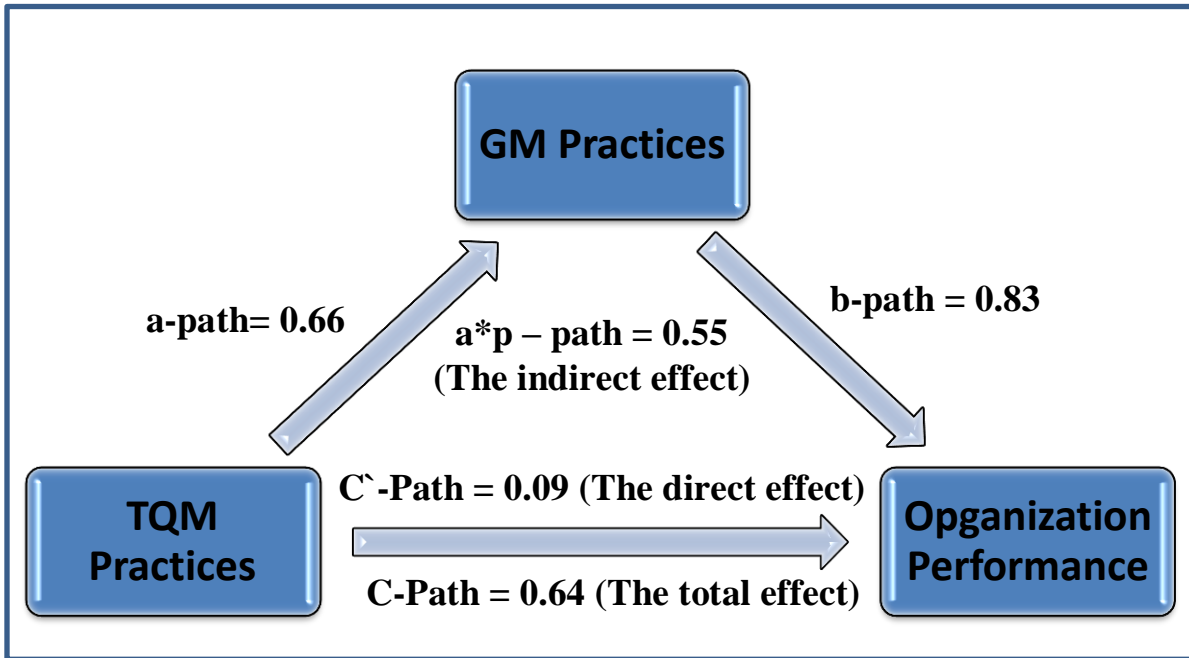 GM Practices
a-path= 0.66
b-path = 0.83
a*p – path = 0.55
(The indirect effect)
C`-Path = 0.09 (The direct effect)
TQM
Practices
Opganization
Performance
C-Path = 0.64 (The total effect)